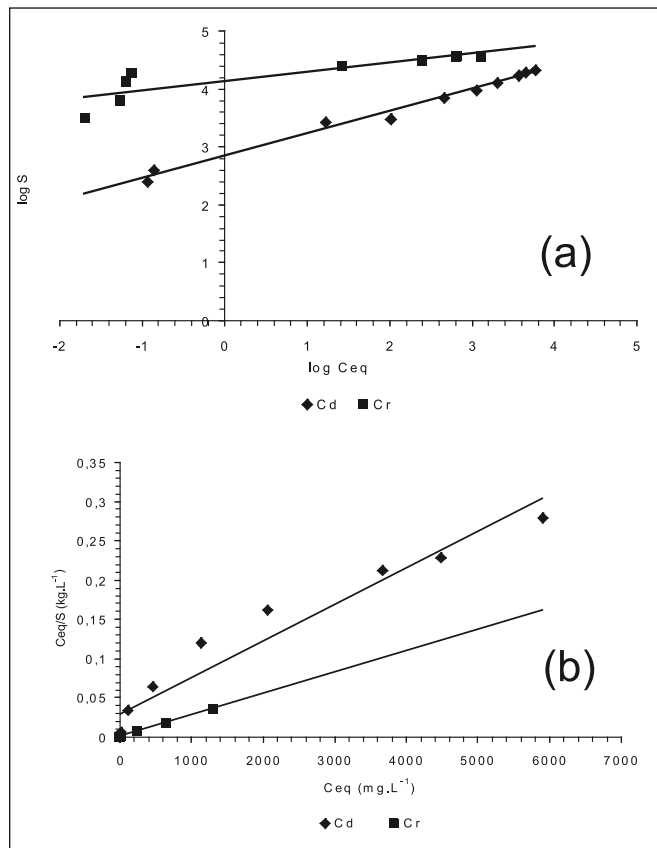 5
4
3
2
1
0
log S
(a)
-2 -1 0 1 2 3 4 5
log Ceq
Cd Cr
0,35
0,3
0,25
0,2
0,15
0,1
0,05
0
Ceq/S (kg.L⁻¹)
(b)
0 1000 2000 3000 4000 5000 6000 7000
Ceq (mg.L⁻¹)
Cd Cr